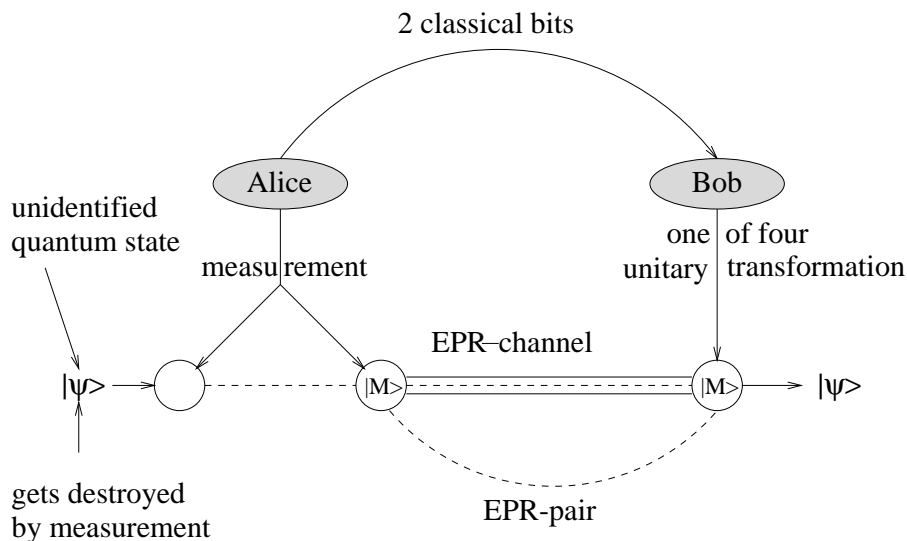 2 classical bits
Alice
Bob
unidentified
quantum state
measurement
one of four
unitary transformation
EPR–channel
|ψ>
|M>
|M>
|ψ>
gets destroyed
by measurement
EPR-pair